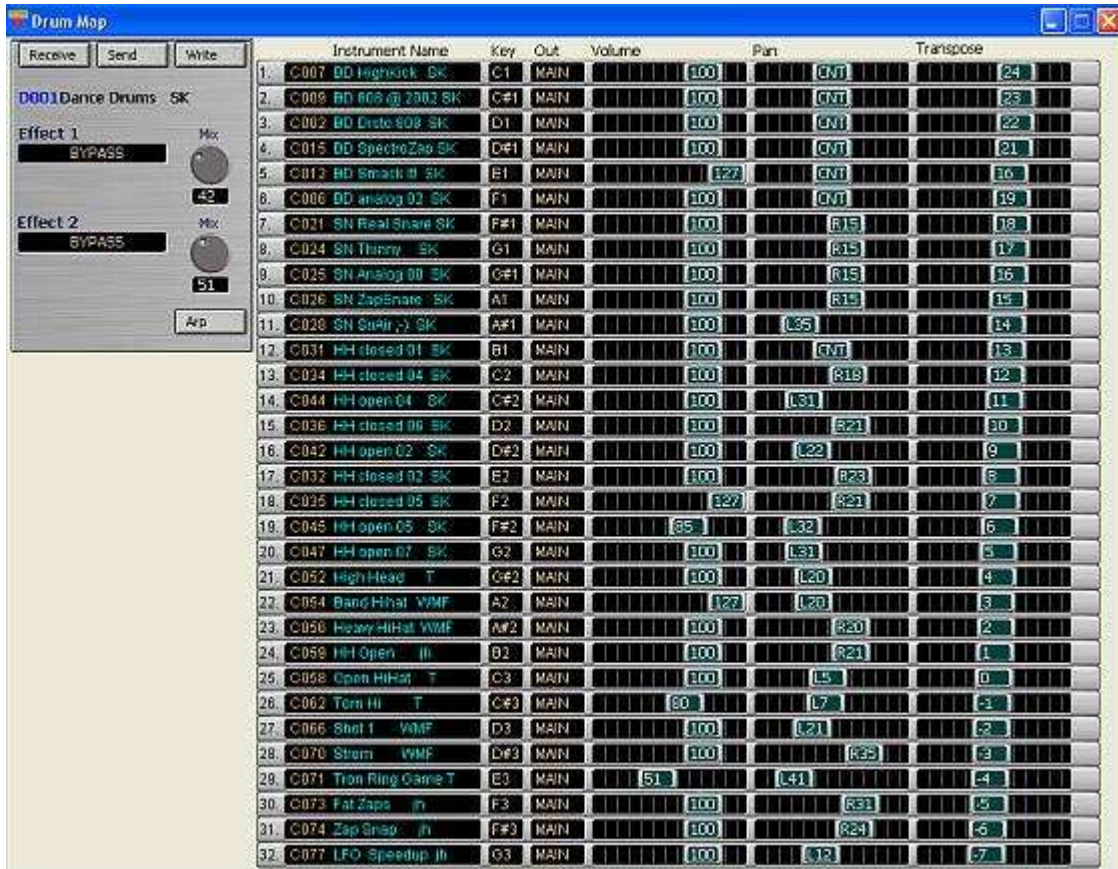 Drum Map
Receive Send Write
D001 Dance Drums SK
Effect 1 Mix
BYPASS
42
Effect 2 Mix
BYPASS
51
Arp
Instrument Name Key Out Volume Pan Transpose
1. C007 BD Highkick SK C1 MAIN 100 CNT 24
2. C009 BD 808 @ 2002 SK C#1 MAIN 100 CNT 23
3. C002 BD Disto 808 SK D1 MAIN 100 CNT 22
4. C015 BD SpectroZap SK D#1 MAIN 100 CNT 21
5. C013 BD Smack !!! SK E1 MAIN 127 CNT 16
6. C006 BD analog 02 SK F1 MAIN 100 CNT 19
7. C021 SN Real Snare SK F#1 MAIN 100 R15 18
8. C024 SN Thinny SK G1 MAIN 100 R15 17
9. C025 SN Analog 00 SK G#1 MAIN 100 R15 16
10. C026 SN ZapSnare SK A1 MAIN 100 R15 15
11. C028 SN SnAir ;-) SK A#1 MAIN 100 L35 14
12. C031 HH closed 01 SK B1 MAIN 100 CNT 13
13. C034 HH closed 04 SK C2 MAIN 100 R18 12
14. C044 HH open 04 SK C#2 MAIN 100 L31 11
15. C036 HH closed 06 SK D2 MAIN 100 R21 10
16. C042 HH open 02 SK D#2 MAIN 100 L22 9
17. C032 HH closed 02 SK E2 MAIN 100 R23 8
18. C035 HH closed 05 SK F2 MAIN 127 R21 7
19. C045 HH open 05 SK F#2 MAIN 85 L32 6
20. C047 HH open 07 SK G2 MAIN 100 L31 5
21. C052 High Head T G#2 MAIN 100 L20 4
22. C054 Band Hihat WMF A2 MAIN 127 L20 3
23. C056 Heavy HiHat WMF A#2 MAIN 100 R20 2
24. C059 HH Open jh B2 MAIN 100 R21 1
25. C058 Open HiHat T C3 MAIN 100 L5 0
26. C062 Tom Hi T C#3 MAIN 80 L7 -1
27. C066 Shot 1 WMF D3 MAIN 100 L21 -2
28. C070 Strom WMF D#3 MAIN 100 R35 -3
29. C071 Tron Ring Game T E3 MAIN 51 L41 -4
30. C073 Fat Zaps jh F3 MAIN 100 R31 -5
31. C074 Zap Snap jh F#3 MAIN 100 R24 -6
32. C077 LFO Speedup jh G3 MAIN 100 L12 -7